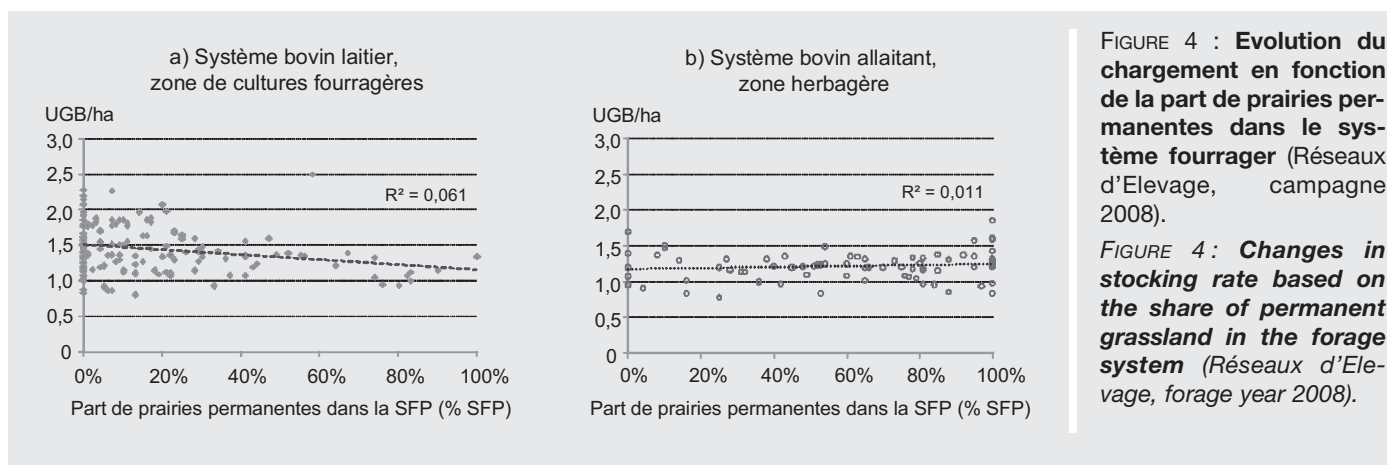 a) Système bovin laitier,
zone de cultures fourragères
UGB/ha
3,0
2,5
R² = 0,061
2,0
1,5
1,0
0,5
0
0% 20% 40% 60% 80% 100%
Part de prairies permanentes dans la SFP (% SFP)
b) Système bovin allaitant,
zone herbagère
UGB/ha
3,0
2,5
R² = 0,011
2,0
1,5
1,0
0,5
0
0% 20% 40% 60% 80% 100%
Part de prairies permanentes dans la SFP (% SFP)
FIGURE 4 : Evolution du
chargement en fonction
de la part de prairies per-
manentes dans le sys-
tème fourrager (Réseaux
d'Elevage, campagne
2008).
FIGURE 4 : Changes in
stocking rate based on
the share of permanent
grassland in the forage
system (Réseaux d'Ele-
vage, forage year 2008).